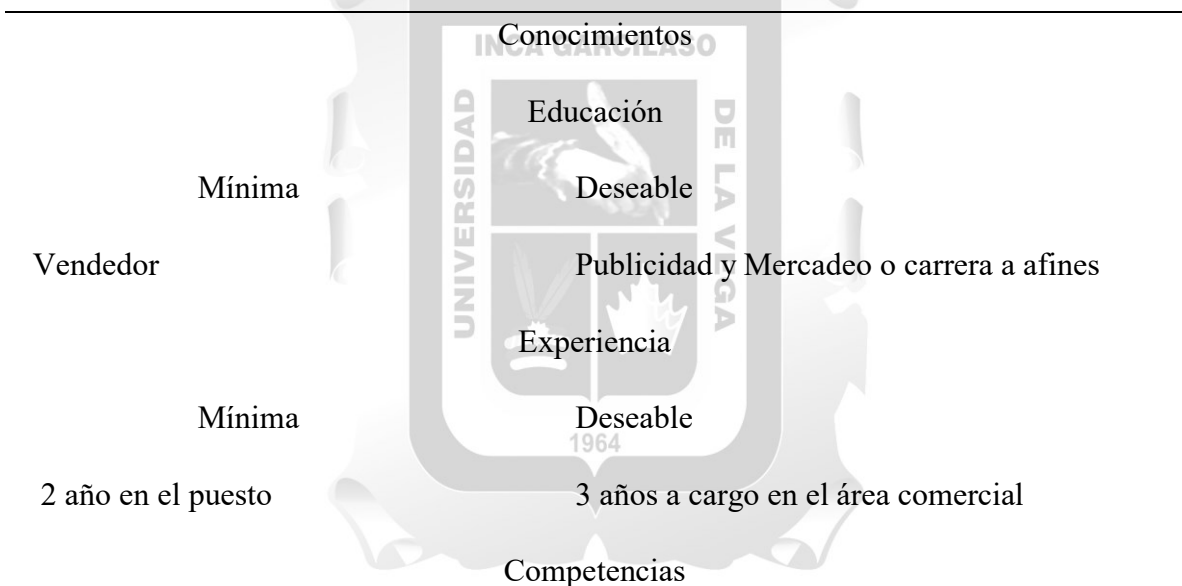 Conocimientos
INCA GARCILASO
UNIVERSIDAD
DE LA VEGA
Educación
Mínima Deseable
Vendedor Publicidad y Mercadeo o carrera a afines
Experiencia
Mínima Deseable
1964
2 año en el puesto 3 años a cargo en el área comercial
Competencias